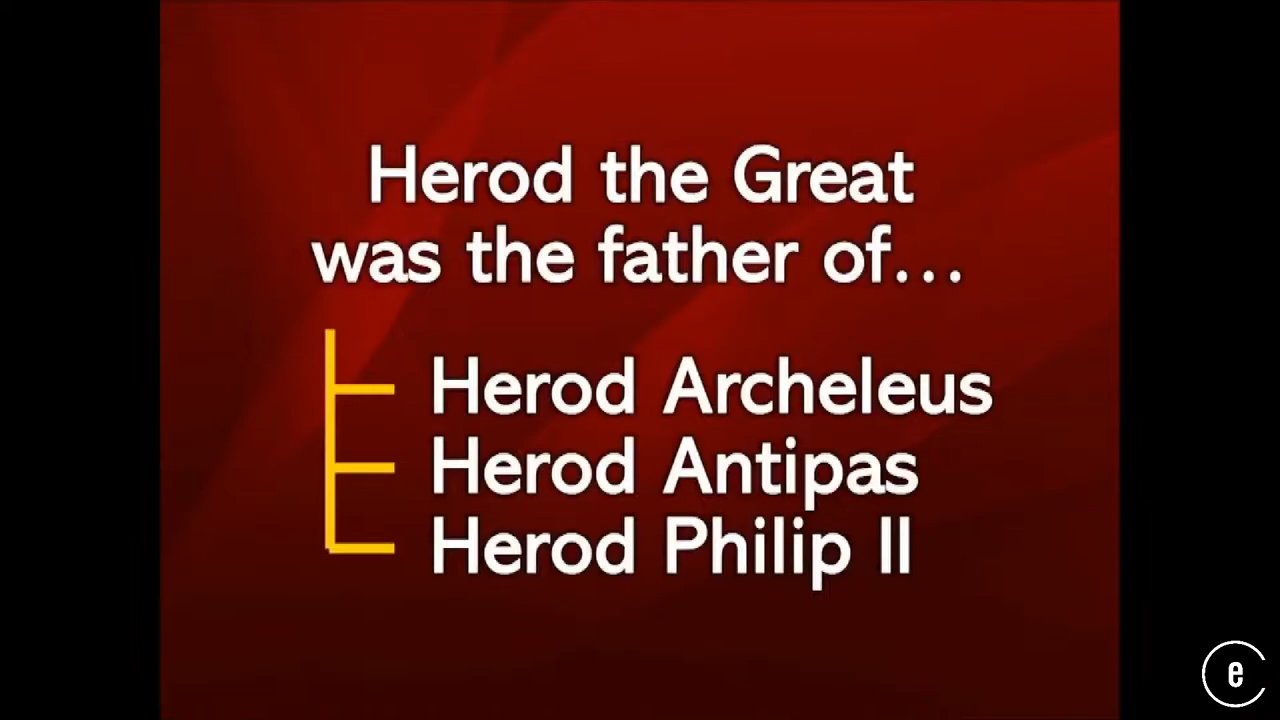 Herod the Great
was the father of...
Herod Archeleus
Herod Antipas
Herod Philip II
e